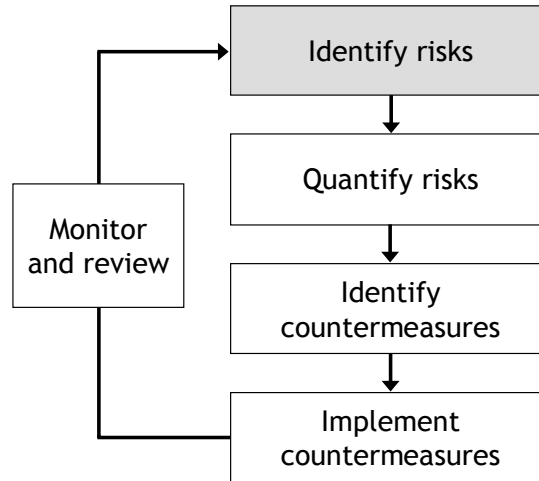 Identify risks
Quantify risks
Monitor
and review
Identify
countermeasures
Implement
countermeasures